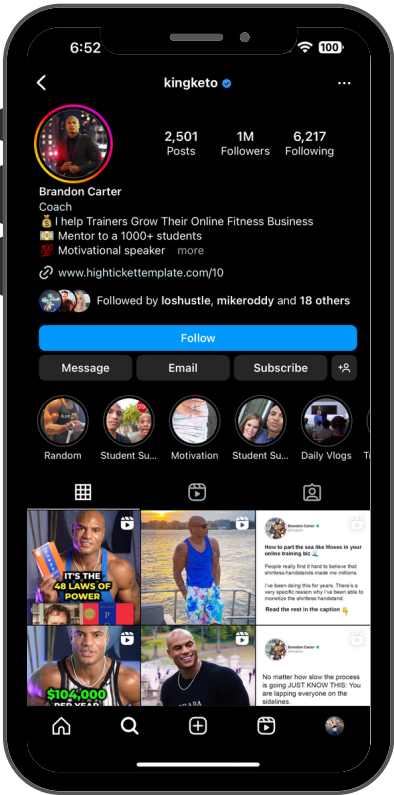 6:52
100
kingketo
2,501
Posts
1M
Followers
6,217
Following
Brandon Carter
Coach
💰I help Trainers Grow Their Online Fitness Business
💵 Mentor to a 1000+ students
💯 Motivational speaker more
www.hightickettemplate.com/10
Followed by loshustle, mikeroddy and 18 others
Follow
Message
Email
Subscribe
Random
Student Su...
Motivation
Student Su...
Daily Vlogs
IT'S THE
48 LAWS OF
POWER
Brandon Carter
How to part the sea like Moses in your
online training biz 🌊
People really find it hard to believe that
shirtless handstands made me millions.
I've been doing this for years. There's a
very specific reason why I've been able to
monetize the shirtless handstand.
Read the rest in the caption 👇
$104,000
PER YEAR
Brandon Carter
No matter how slow the process
is going JUST KNOW THIS: You
are lapping everyone on the
sidelines.